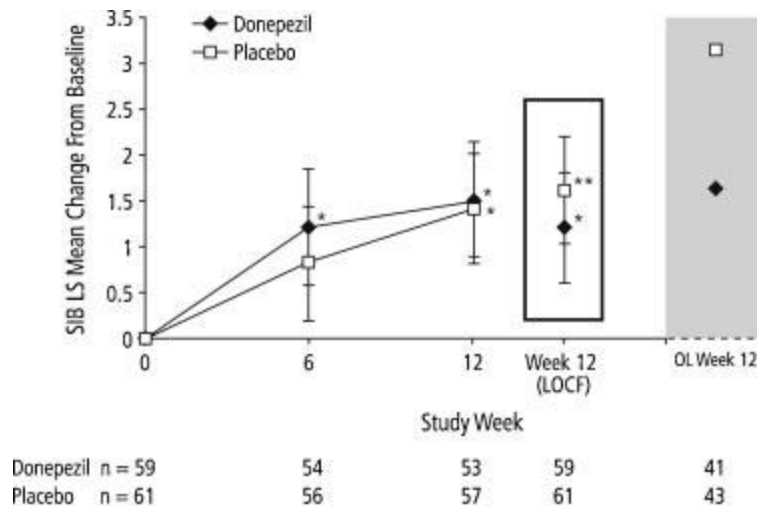 SIB LS Mean Change From Baseline
3.5
3
2.5
2
1.5
1
0.5
0
Donepezil
Placebo
*
*
*
**
*
0 6 12 Week 12 OL Week 12
(LOCF)
Study Week
Donepezil n = 59 54 53 59 41
Placebo n = 61 56 57 61 43